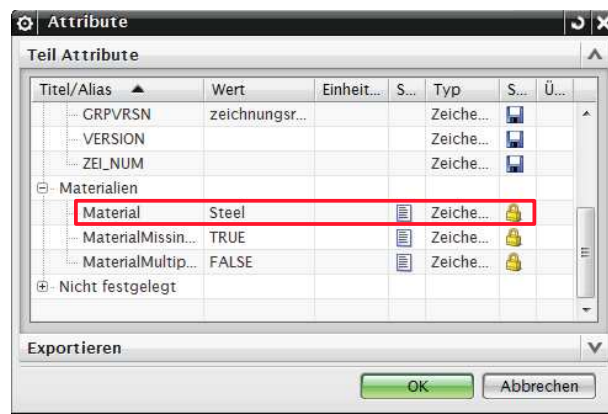 Attribute
Teil Attribute
Titel/Alias Wert Einheit... S... Typ S... Ü...
GRPVRSN zeichnungsr... Zeiche...
VERSION Zeiche...
ZEI_NUM Zeiche...
Materialien
Material Steel Zeiche...
MaterialMissin... TRUE Zeiche...
MaterialMultip... FALSE Zeiche...
Nicht festgelegt
Exportieren
OK Abbrechen